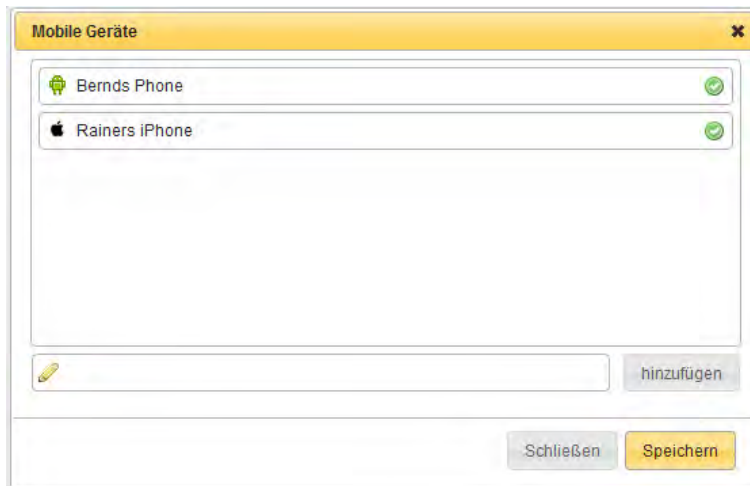 Mobile Geräte
Bernds Phone
Rainers iPhone
hinzufügen
Schließen
Speichern